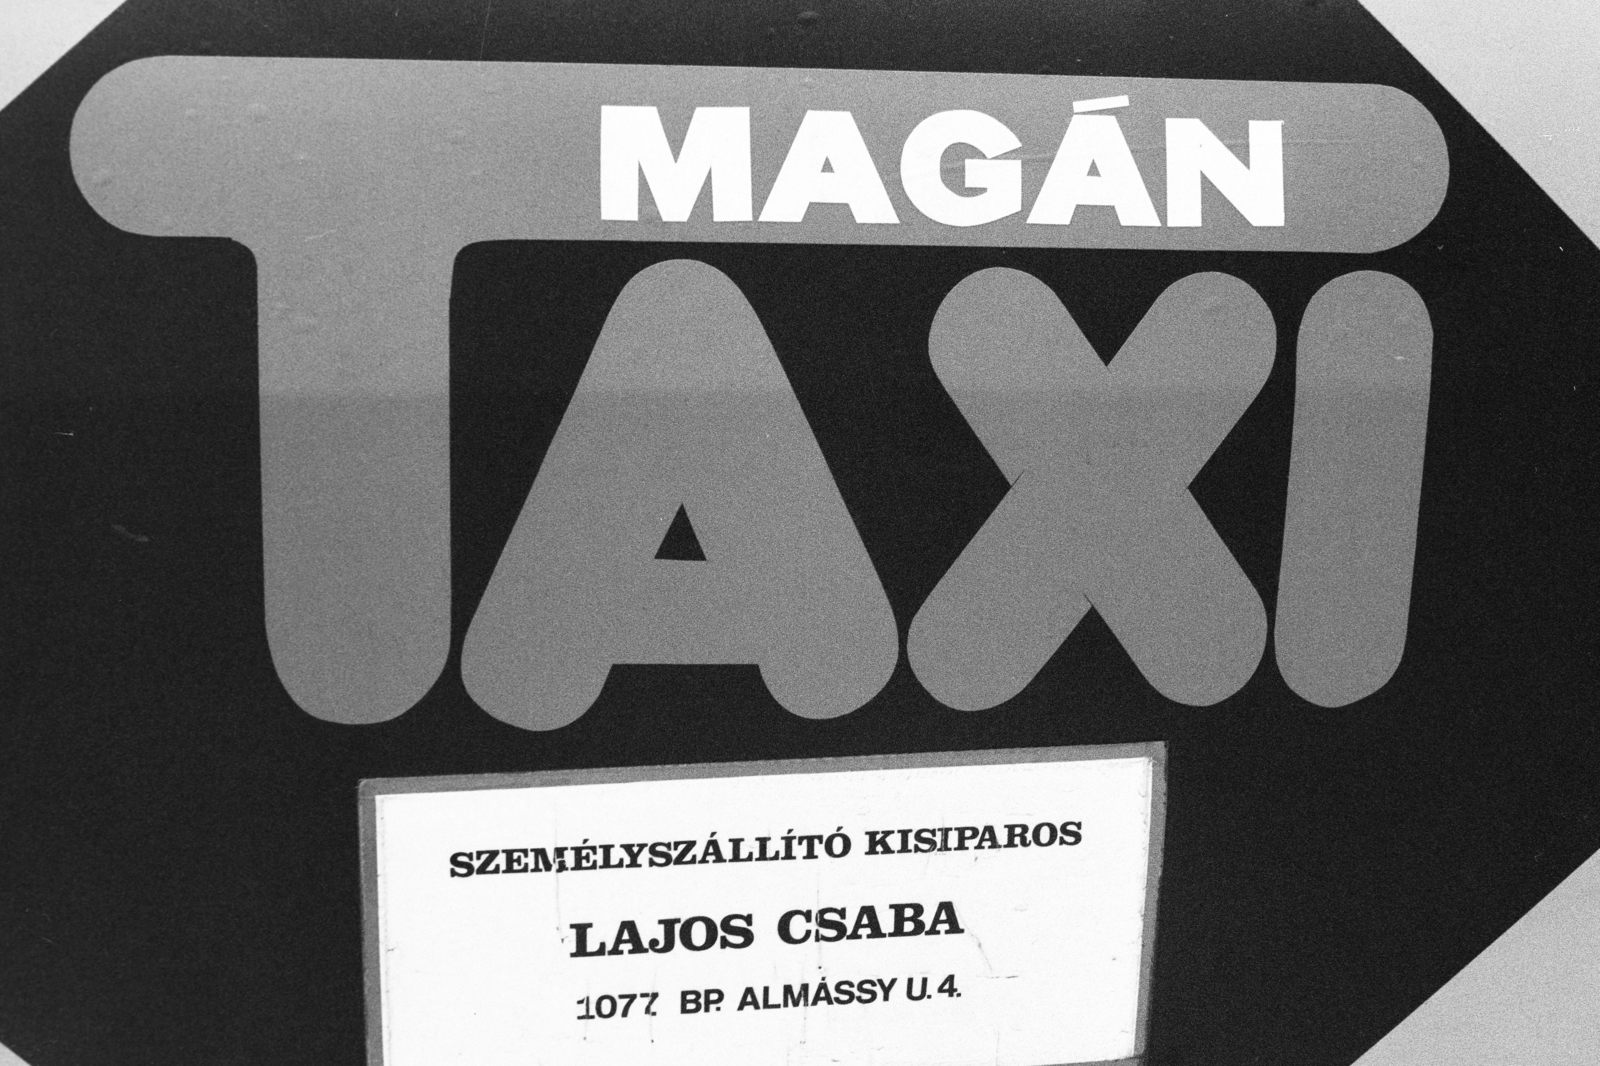 MAGÁN
TAXI
SZEMÉLYSZÁLLÍTÓ KISIPAROS
LAJOS CSABA
1077. BP. ALMÁSSY U. 4.